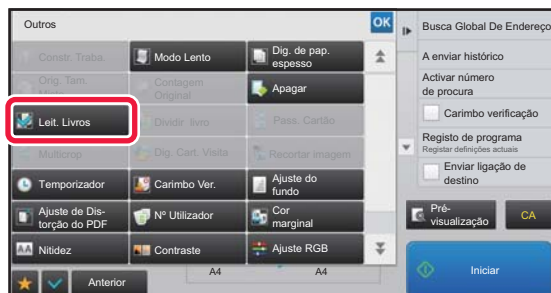 Outros
OK
Constr. Traba.
Modo Lento
Dig. de pap.
espesso
Orig. Tam.
Contagem
Original
Apagar
Leit. Livros
Dividir livro
Pass. Cartão
Multicrop
Dig. Cart. Visita
Recortar imagem
Temporizador
Carimbo Ver.
Ajuste do
fundo
Ajuste de Dis-
torção do PDF
Nº Utilizador
Cor
marginal
Nitidez
Contraste
Ajuste RGB
Anterior
A4
A4
Busca Global De Endereço
A enviar histórico
Activar número
de procura
Carimbo verificação
Registo de programa
Registar definições actuais
Enviar ligação de
destino
Pré-
visualização
CA
Iniciar